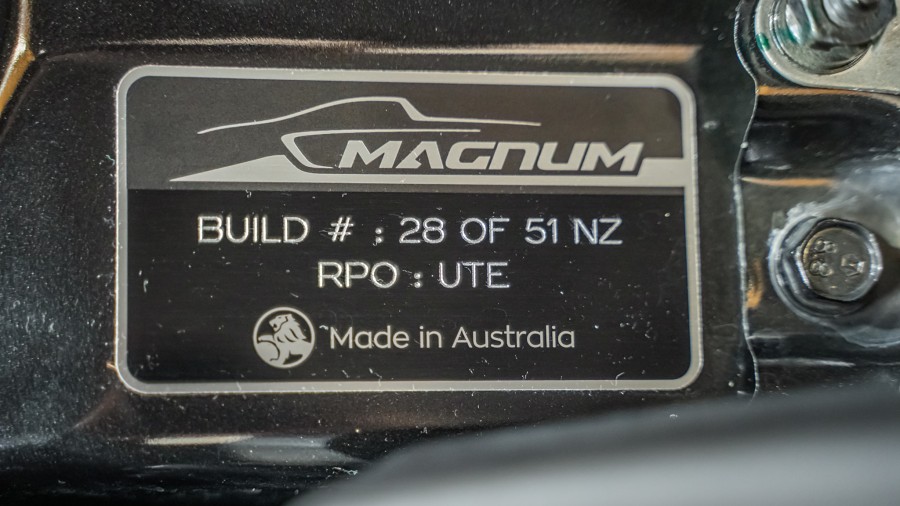 MAGNUM
BUILD # : 28 OF 51 NZ
RPO : UTE
Made in Australia